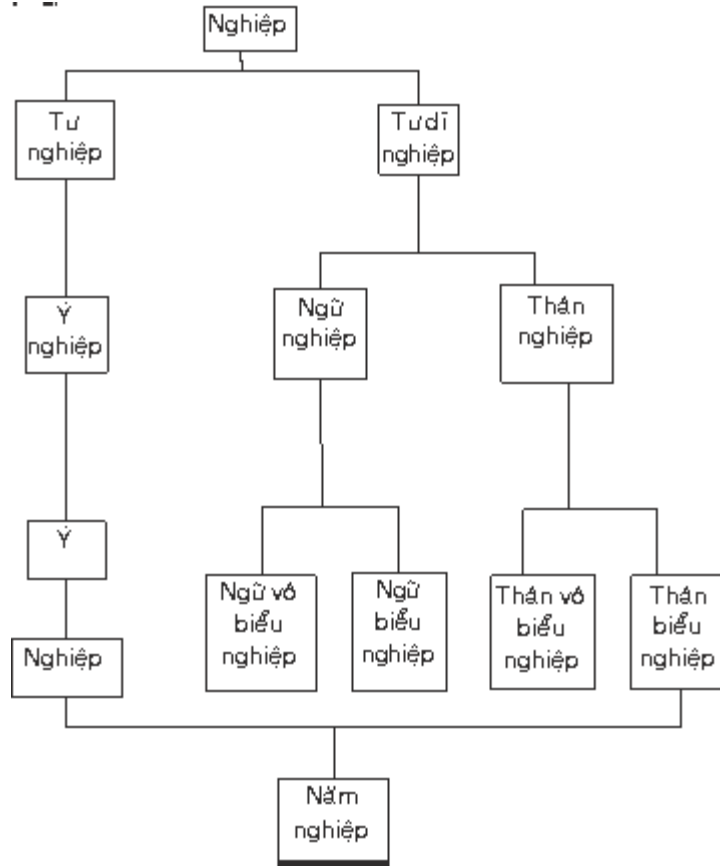 Nghiệp
Tư
nghiệp
Tư dĩ
nghiệp
Ý
nghiệp
Ngữ
nghiệp
Thân
nghiệp
Ý
Ngữ vô
biểu
nghiệp
Ngữ
biểu
nghiệp
Thân vô
biểu
nghiệp
Thân
biểu
nghiệp
Nghiệp
Năm
nghiệp